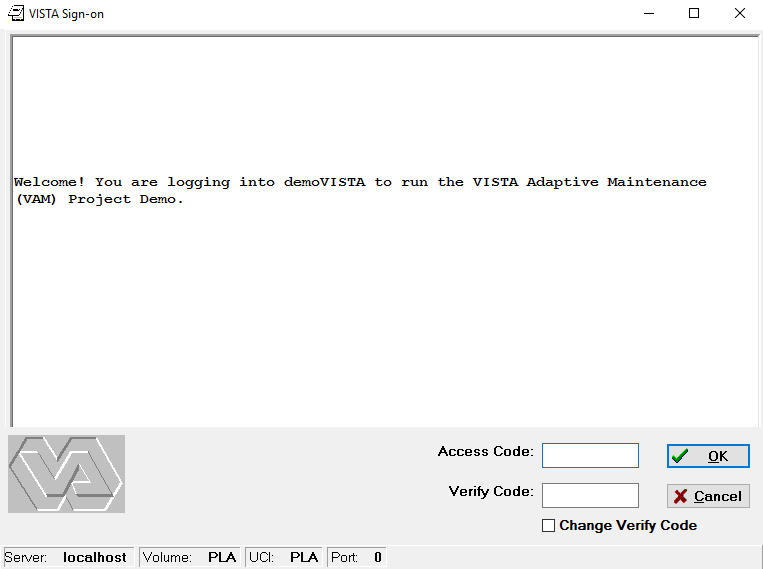 VISTA Sign-on
Welcome! You are logging into demoVISTA to run the VISTA Adaptive Maintenance
(VAM) Project Demo.
Access Code:
OK
Verify Code:
Cancel
Change Verify Code
Server: localhost Volume: PLA UCI: PLA Port: 0